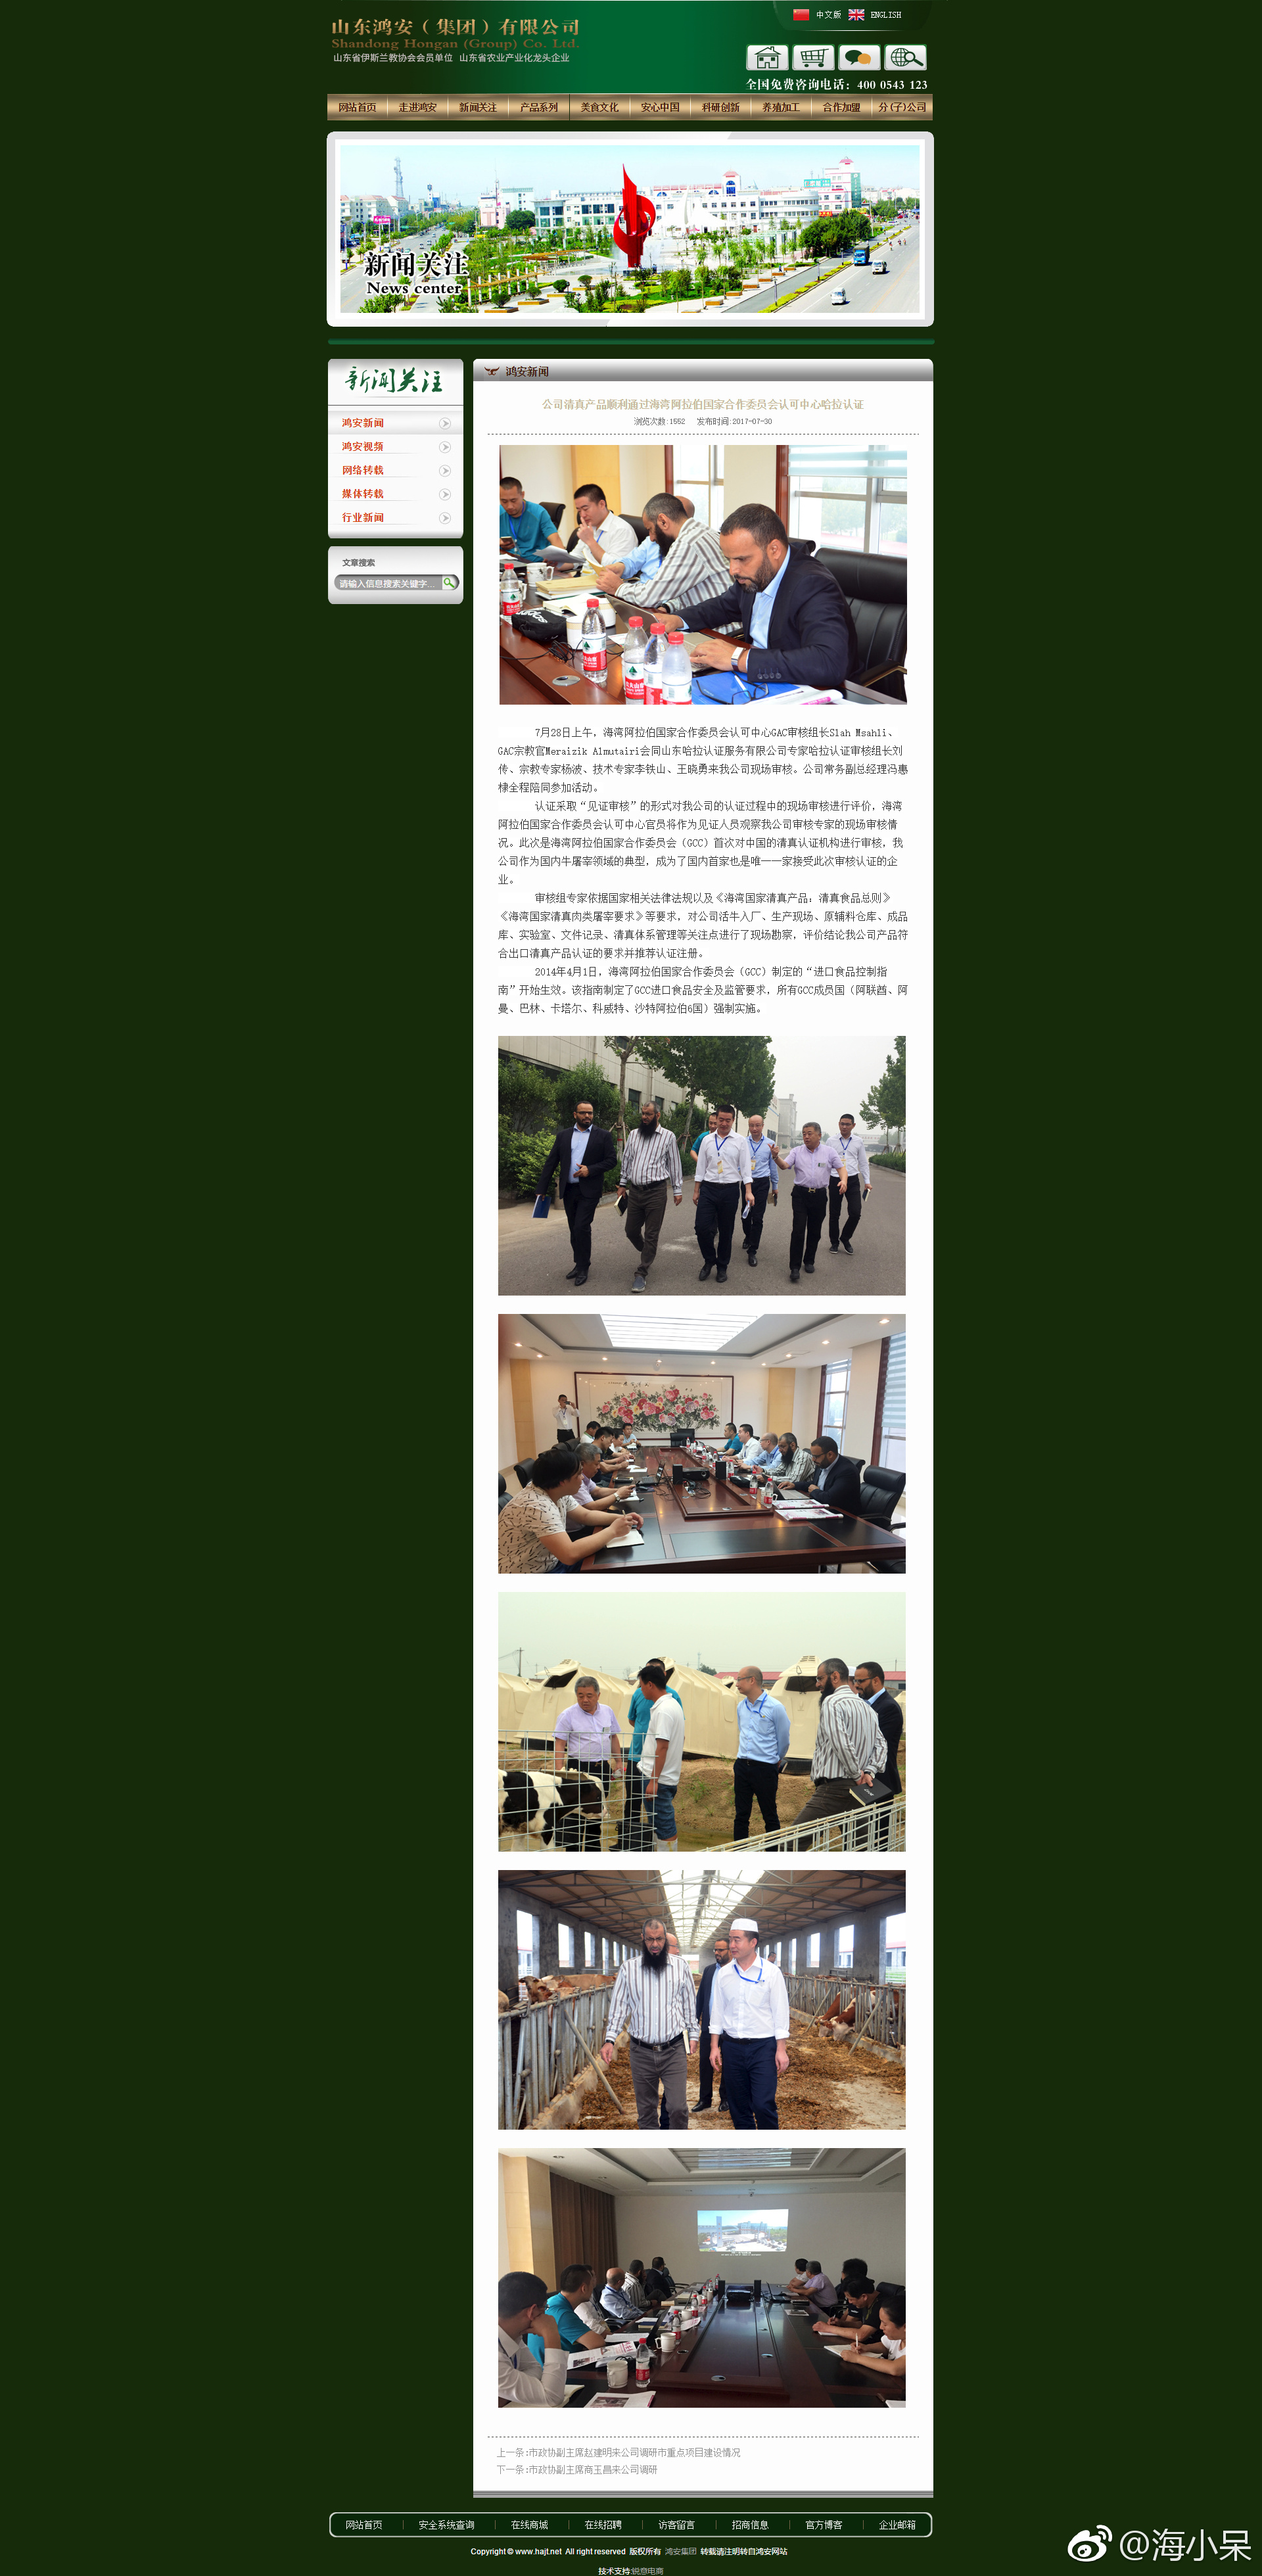 中文版 ENGLISH
山东鸿安（集团）有限公司
Shandong Hongan (Group) Co. Ltd.
山东省伊斯兰教协会会员单位 山东省农业产业化龙头企业
全国免费咨询电话：400 0543 123
网站首页 走进鸿安 新闻关注 产品系列 美食文化 安心中国 科研创新 养殖加工 合作加盟 分(子)公司
新闻关注
News center
新闻关注
鸿安新闻
鸿安视频
网络转载
媒体转载
行业新闻
文章搜索
请输入信息搜索关键字...
鸿安新闻
公司清真产品顺利通过海湾阿拉伯国家合作委员会认可中心哈拉认证
浏览次数:1552 发布时间:2017-07-30
7月28日上午，海湾阿拉伯国家合作委员会认可中心GAC审核组长Slah Msahli、
GAC宗教官Meraizik Almutairi会同山东哈拉认证服务有限公司专家哈拉认证审核组长刘
传、宗教专家杨波、技术专家李铁山、王晓勇来我公司现场审核。公司常务副总经理冯惠
棣全程陪同参加活动。
认证采取“见证审核”的形式对我公司的认证过程中的现场审核进行评价，海湾
阿拉伯国家合作委员会认可中心官员将作为见证人员观察我公司审核专家的现场审核情
况。此次是海湾阿拉伯国家合作委员会（GCC）首次对中国的清真认证机构进行审核，我
公司作为国内牛屠宰领域的典型，成为了国内首家也是唯一一家接受此次审核认证的企
业。
审核组专家依据国家相关法律法规以及《海湾国家清真产品：清真食品总则》
《海湾国家清真肉类屠宰要求》等要求，对公司活牛入厂、生产现场、原辅料仓库、成品
库、实验室、文件记录、清真体系管理等关注点进行了现场勘察，评价结论我公司产品符
合出口清真产品认证的要求并推荐认证注册。
2014年4月1日，海湾阿拉伯国家合作委员会（GCC）制定的“进口食品控制指
南”开始生效。该指南制定了GCC进口食品安全及监管要求，所有GCC成员国（阿联酋、阿
曼、巴林、卡塔尔、科威特、沙特阿拉伯6国）强制实施。
上一条:市政协副主席赵建明来公司调研市重点项目建设情况
下一条:市政协副主席商玉昌来公司调研
网站首页 安全系统查询 在线商城 在线招聘 访客留言 招商信息 官方博客 企业邮箱
Copyright © www.hajt.net All right reserved 版权所有 鸿安集团 转载请注明转自鸿安网站
技术支持:锐意电商
@海小呆